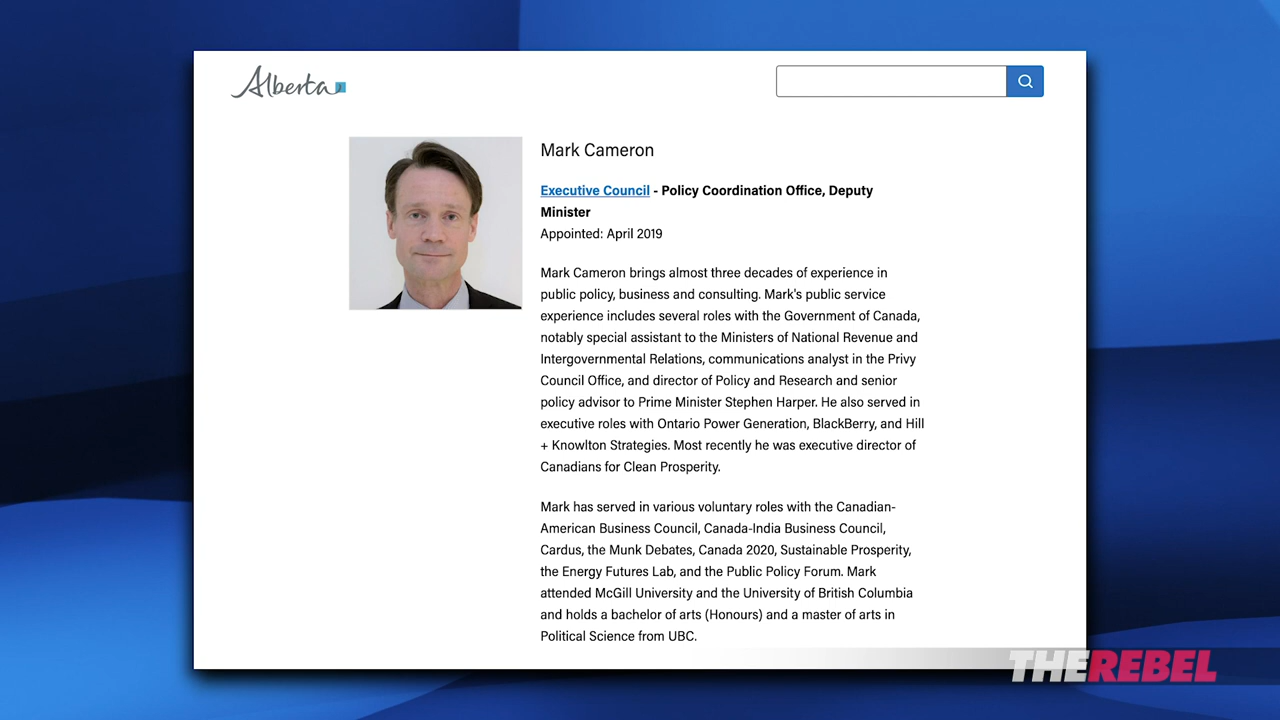 Alberta
Mark Cameron
Executive Council - Policy Coordination Office, Deputy
Minister
Appointed: April 2019
Mark Cameron brings almost three decades of experience in
public policy, business and consulting. Mark's public service
experience includes several roles with the Government of Canada,
notably special assistant to the Ministers of National Revenue and
Intergovernmental Relations, communications analyst in the Privy
Council Office, and director of Policy and Research and senior
policy advisor to Prime Minister Stephen Harper. He also served in
executive roles with Ontario Power Generation, BlackBerry, and Hill
+ Knowlton Strategies. Most recently he was executive director of
Canadians for Clean Prosperity.
Mark has served in various voluntary roles with the Canadian-
American Business Council, Canada-India Business Council,
Cardus, the Munk Debates, Canada 2020, Sustainable Prosperity,
the Energy Futures Lab, and the Public Policy Forum. Mark
attended McGill University and the University of British Columbia
and holds a bachelor of arts (Honours) and a master of arts in
Political Science from UBC.
THEREBEL